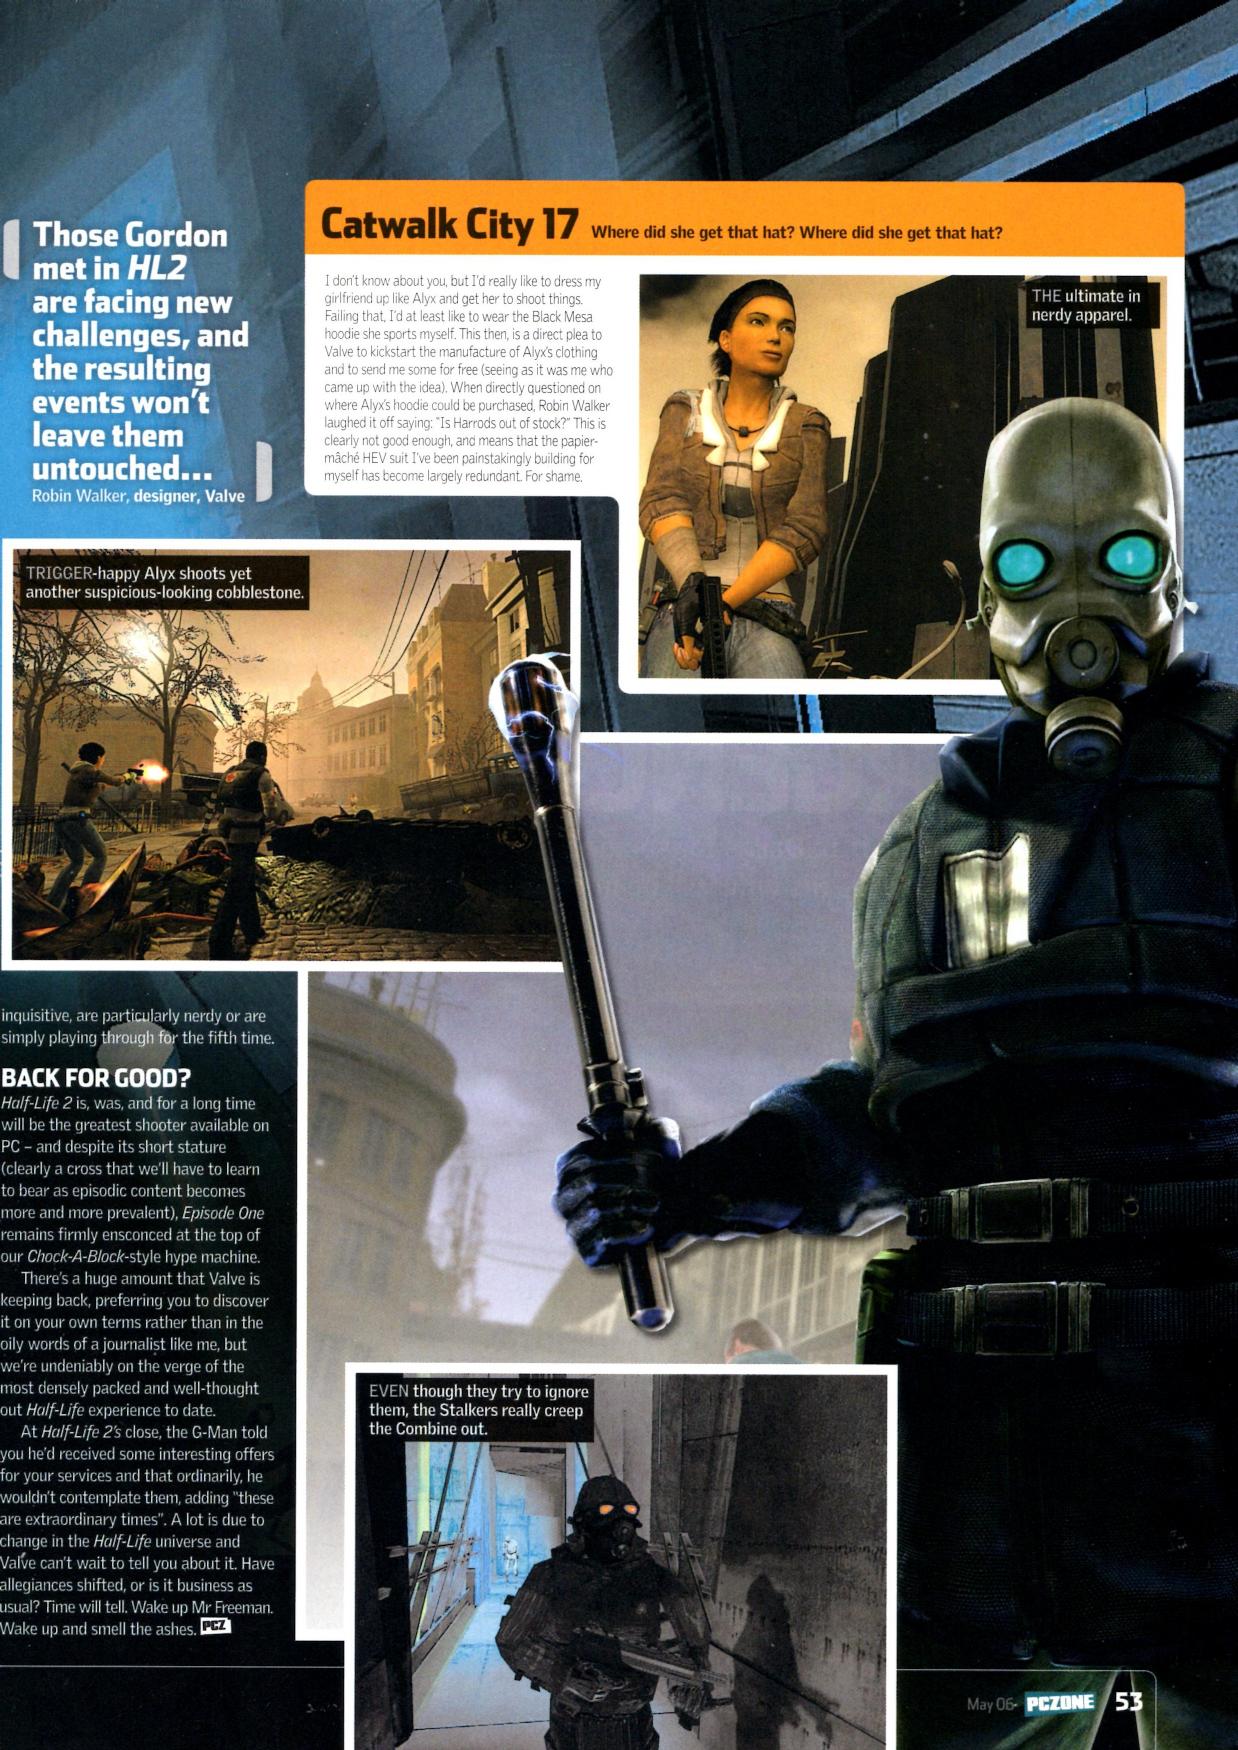 Those Gordon
met in HL2
are facing new
challenges, and
the resulting
events won't
leave them
untouched...
Robin Walker, designer, Valve
Catwalk City 17 Where did she get that hat? Where did she get that hat?
I don't know about you, but I'd really like to dress my
girlfriend up like Alyx and get her to shoot things.
Failing that, I'd at least like to wear the Black Mesa
hoodie she sports myself. This then, is a direct plea to
Valve to kickstart the manufacture of Alyx's clothing
and to send me some for free (seeing as it was me who
came up with the idea). When directly questioned on
where Alyx's hoodie could be purchased, Robin Walker
laughed it off saying: "Is Harrods out of stock?" This is
clearly not good enough, and means that the papier-
mâché HEV suit I've been painstakingly building for
myself has become largely redundant. For shame.
THE ultimate in
nerdy apparel.
TRIGGER-happy Alyx shoots yet
another suspicious-looking cobblestone.
inquisitive, are particularly nerdy or are
simply playing through for the fifth time.
BACK FOR GOOD?
Half-Life 2 is, was, and for a long time
will be the greatest shooter available on
PC – and despite its short stature
(clearly a cross that we'll have to learn
to bear as episodic content becomes
more and more prevalent), Episode One
remains firmly ensconced at the top of
our Chock-A-Block-style hype machine.
There's a huge amount that Valve is
keeping back, preferring you to discover
it on your own terms rather than in the
oily words of a journalist like me, but
we're undeniably on the verge of the
most densely packed and well-thought
out Half-Life experience to date.
At Half-Life 2's close, the G-Man told
you he'd received some interesting offers
for your services and that ordinarily, he
wouldn't contemplate them, adding "these
are extraordinary times". A lot is due to
change in the Half-Life universe and
Valve can't wait to tell you about it. Have
allegiances shifted, or is it business as
usual? Time will tell. Wake up Mr Freeman.
Wake up and smell the ashes. PCZ
EVEN though they try to ignore
them, the Stalkers really creep
the Combine out.
May 06 PCZONE 53